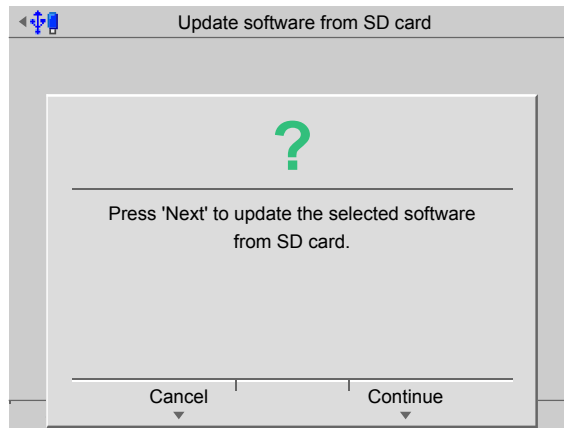 Update software from SD card
?
Press 'Next' to update the selected software
from SD card.
Cancel
Continue